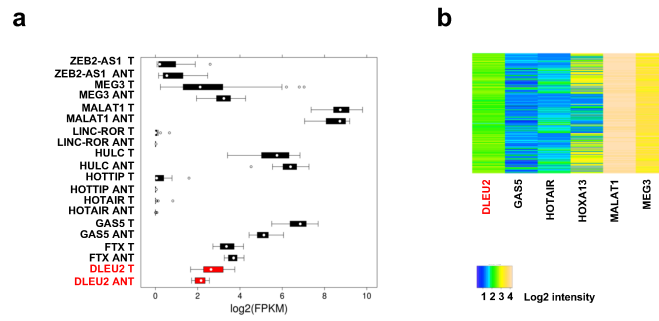 a
b
ZEB2-AS1 T
ZEB2-AS1 ANT
MEG3 T
MEG3 ANT
MALAT1 T
MALAT1 ANT
LINC-ROR T
LINC-ROR ANT
HULC T
HULC ANT
HOTTIP T
HOTTIP ANT
HOTAIR T
HOTAIR ANT
GAS5 T
GAS5 ANT
FTX T
FTX ANT
DLEU2 T
DLEU2 ANT
0 2 4 6 8 10
log2(FPKM)
DLEU2 GAS5 HOTAIR HOXA13 MALAT1 MEG3
1 2 3 4 Log2 intensity